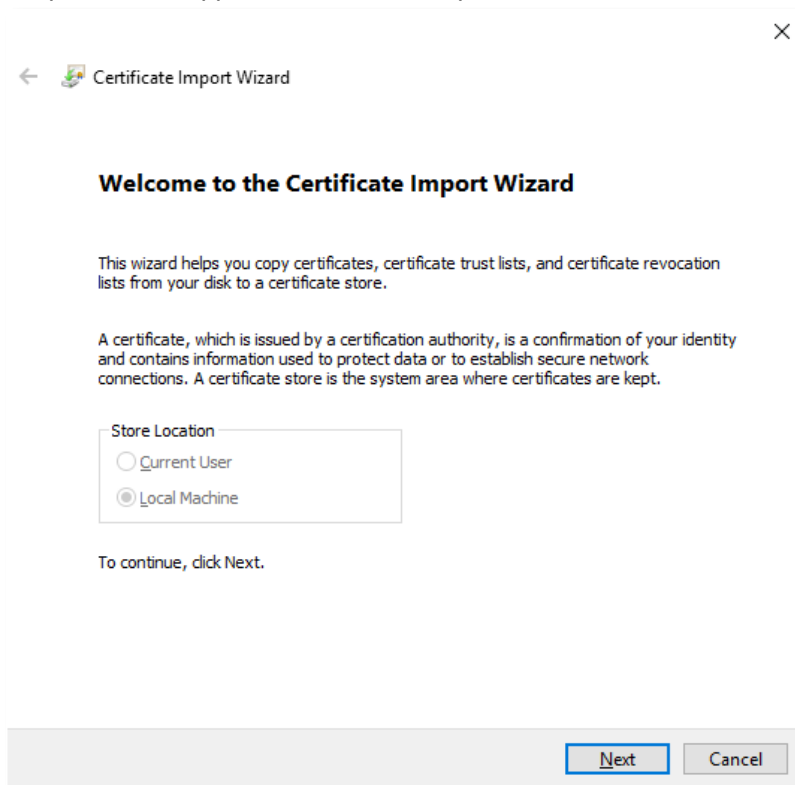 Certificate Import Wizard
Welcome to the Certificate Import Wizard
This wizard helps you copy certificates, certificate trust lists, and certificate revocation
lists from your disk to a certificate store.
A certificate, which is issued by a certification authority, is a confirmation of your identity
and contains information used to protect data or to establish secure network
connections. A certificate store is the system area where certificates are kept.
Store Location
Current User
Local Machine
To continue, click Next.
Next Cancel